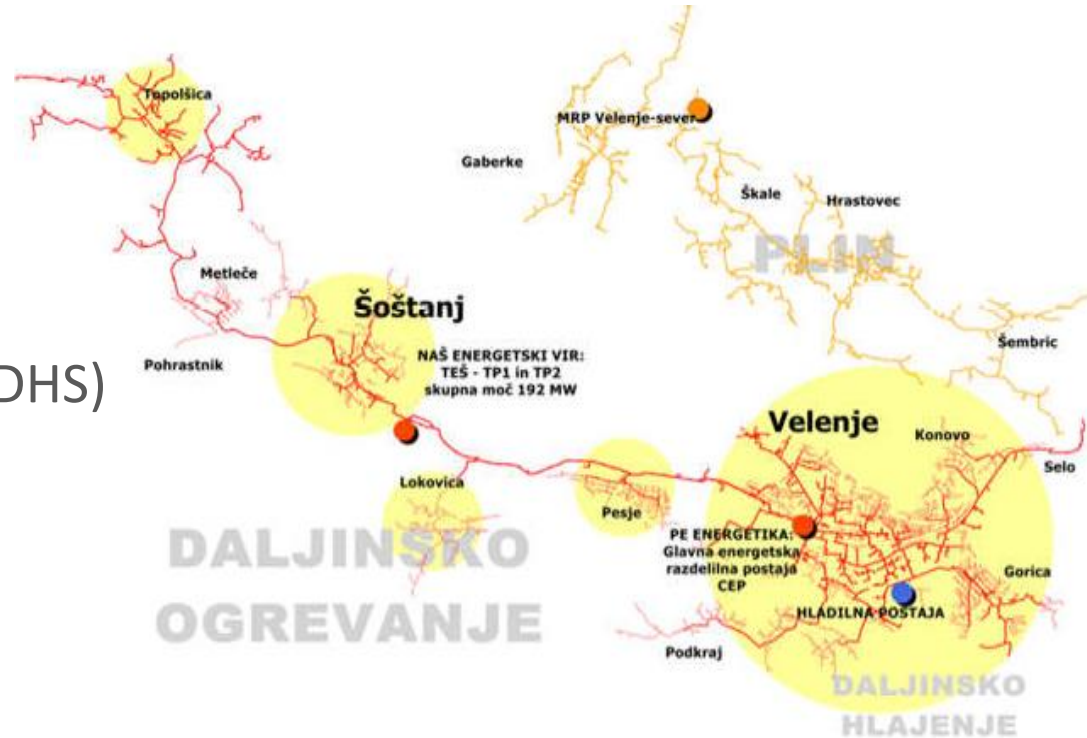 Topolšica
MRP Velenje-sever
Gaberke
Škale
Hrastovec
PLIN
Metleče
Šoštanj
Pohrastnik
NAŠ ENERGETSKI VIR:
TEŠ - TP1 in TP2
skupna moč 192 MW
Šembric
DHS)
Velenje
Konovo
Selo
Lokovica
Pesje
DALJINSKO
OGREVANJE
PE ENERGETIKA:
Glavna energetska
razdelilna postaja
CEP
Gorica
HLADILNA POSTAJA
Podkraj
DALJINSKO
HLAJENJE